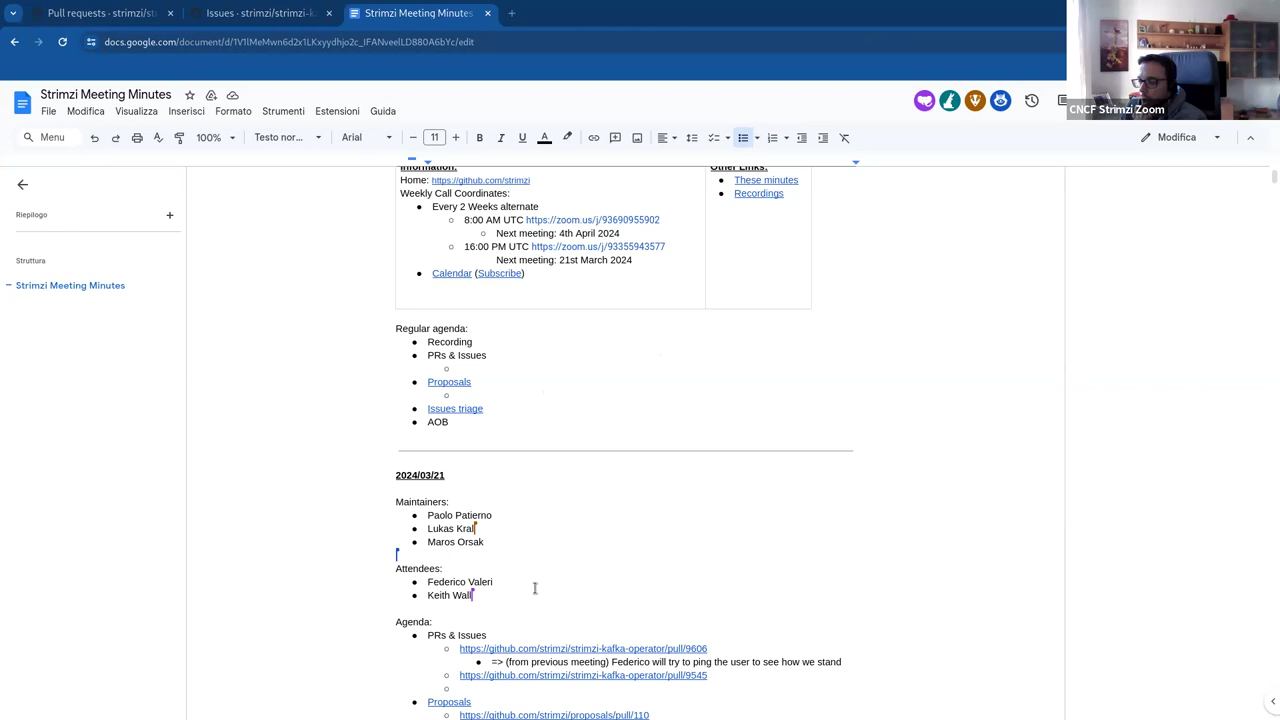 Pull requests · strimzi/str
Issues · strimzi/strimzi-k
Strimzi Meeting Minutes
docs.google.com/document/d/1V1lMeMwn6d2x1LKxyydhjo2c_IFANveelLD880A6bYc/edit
Strimzi Meeting Minutes
File Modifica Visualizza Inserisci Formato Strumenti Estensioni Guida
CNCF Strimzi Zoom
Menu 100% Testo nor... Arial 11 Modifica
Riepilogo
Struttura
Strimzi Meeting Minutes
Information:
Other Links:
Home: https://github.com/strimzi
These minutes
Weekly Call Coordinates:
Recordings
Every 2 Weeks alternate
8:00 AM UTC https://zoom.us/j/93690955902
Next meeting: 4th April 2024
16:00 PM UTC https://zoom.us/j/93355943577
Next meeting: 21st March 2024
Calendar (Subscribe)
Regular agenda:
Recording
PRs & Issues
Proposals
Issues triage
AOB
2024/03/21
Maintainers:
Paolo Patierno
Lukas Kral
Maros Orsak
Attendees:
Federico Valeri
Keith Wall
Agenda:
PRs & Issues
https://github.com/strimzi/strimzi-kafka-operator/pull/9606
=> (from previous meeting) Federico will try to ping the user to see how we stand
https://github.com/strimzi/strimzi-kafka-operator/pull/9545
Proposals
https://github.com/strimzi/proposals/pull/110